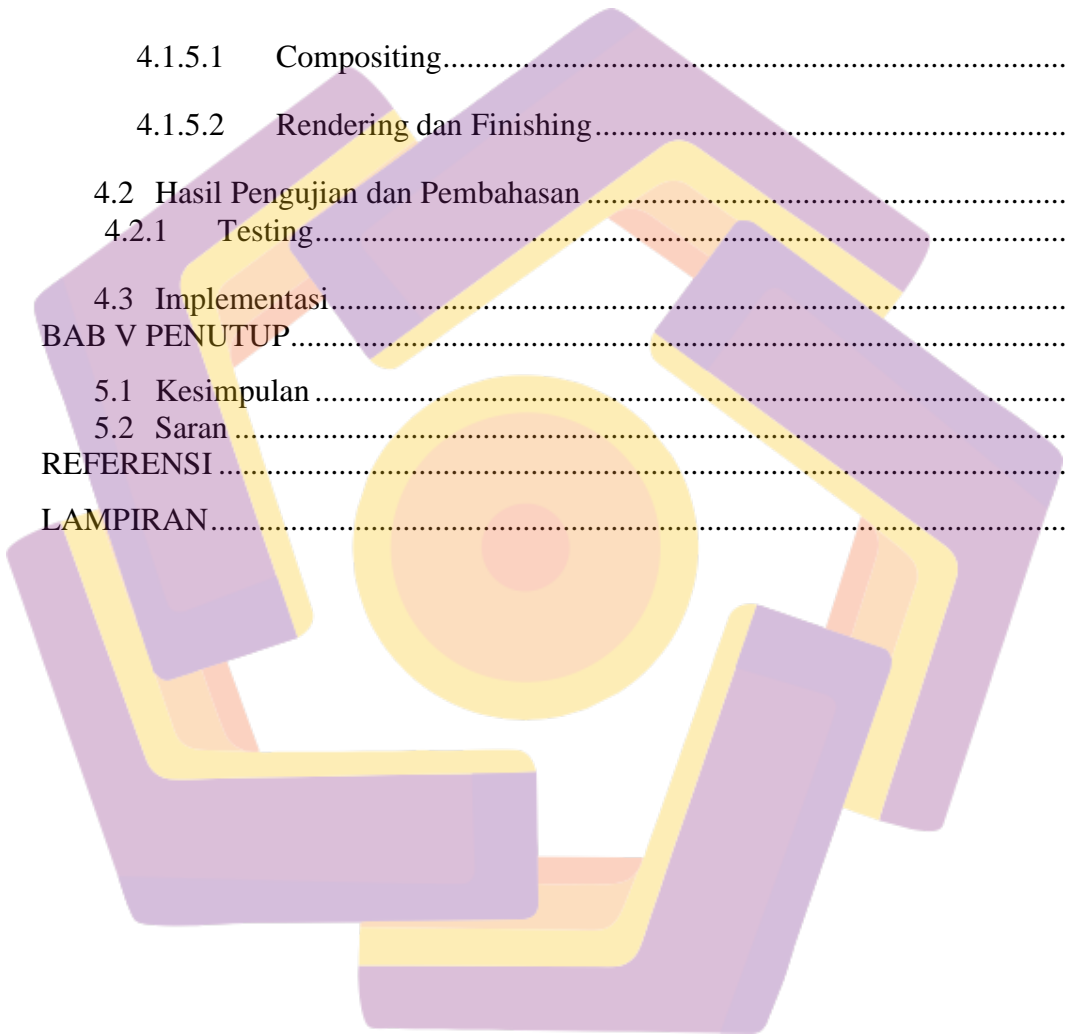 4.1.5.1 Compositing..........................................................................
4.1.5.2 Rendering dan Finishing........................................................
4.2 Hasil Pengujian dan Pembahasan .........................................................
4.2.1 Testing.........................................................................................
4.3 Implementasi.......................................................................................
BAB V PENUTUP............................................................................................
5.1 Kesimpulan .........................................................................................
5.2 Saran ...................................................................................................
REFERENSI .....................................................................................................
LAMPIRAN......................................................................................................